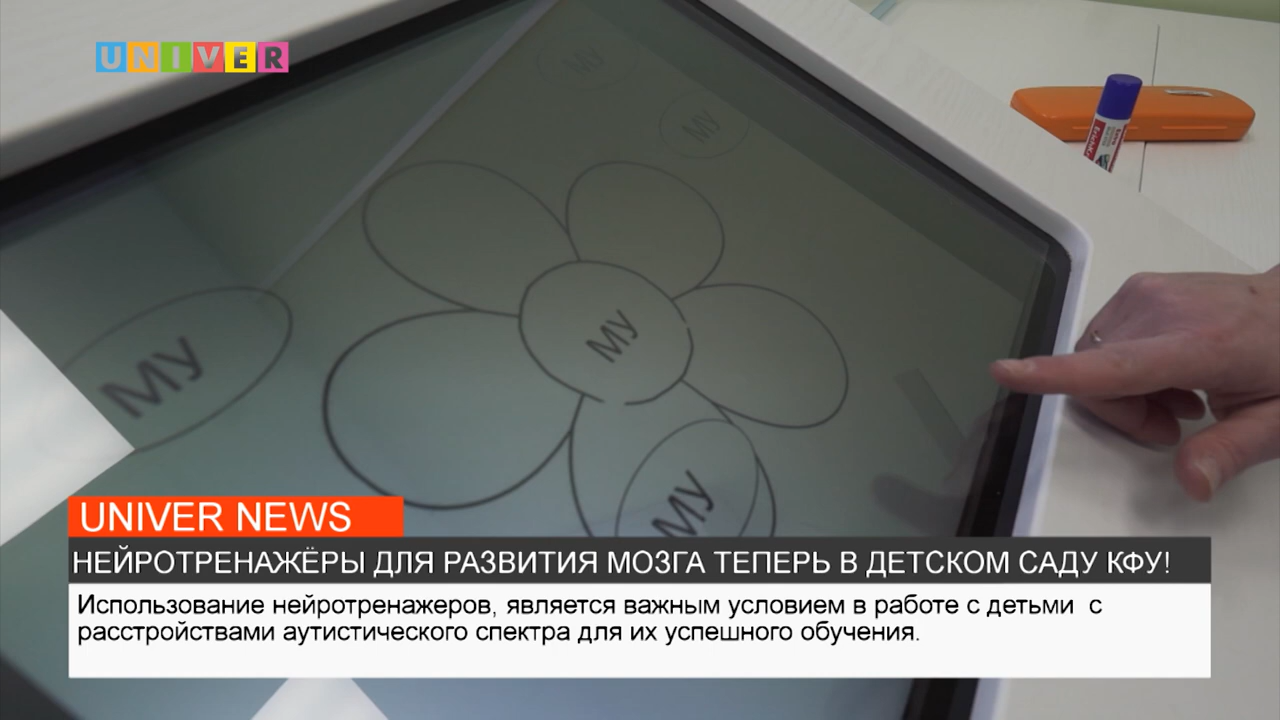 UNIVER
МУ
МУ
МУ
МУ
МУ
UNIVER NEWS
НЕЙРОТРЕНАЖЁРЫ ДЛЯ РАЗВИТИЯ МОЗГА ТЕПЕРЬ В ДЕТСКОМ САДУ КФУ!
Использование нейротренажеров, является важным условием в работе с детьми с
расстройствами аутистического спектра для их успешного обучения.